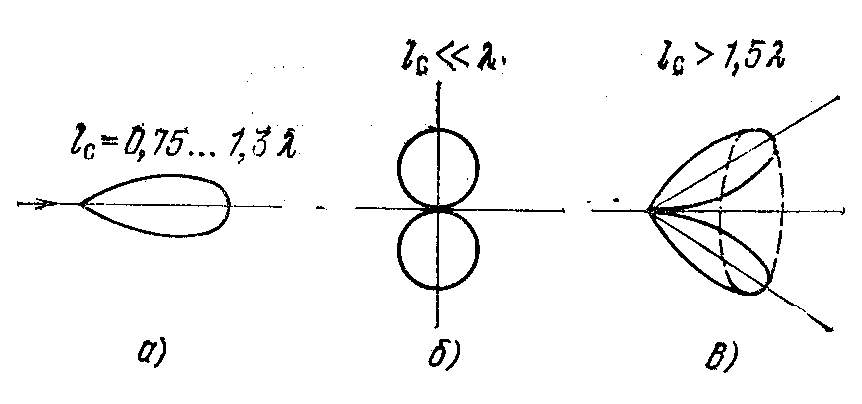 l_c = 0,75... 1,3 λ
а)
l_c ≪ λ.
б)
l_c > 1,5 λ
в)